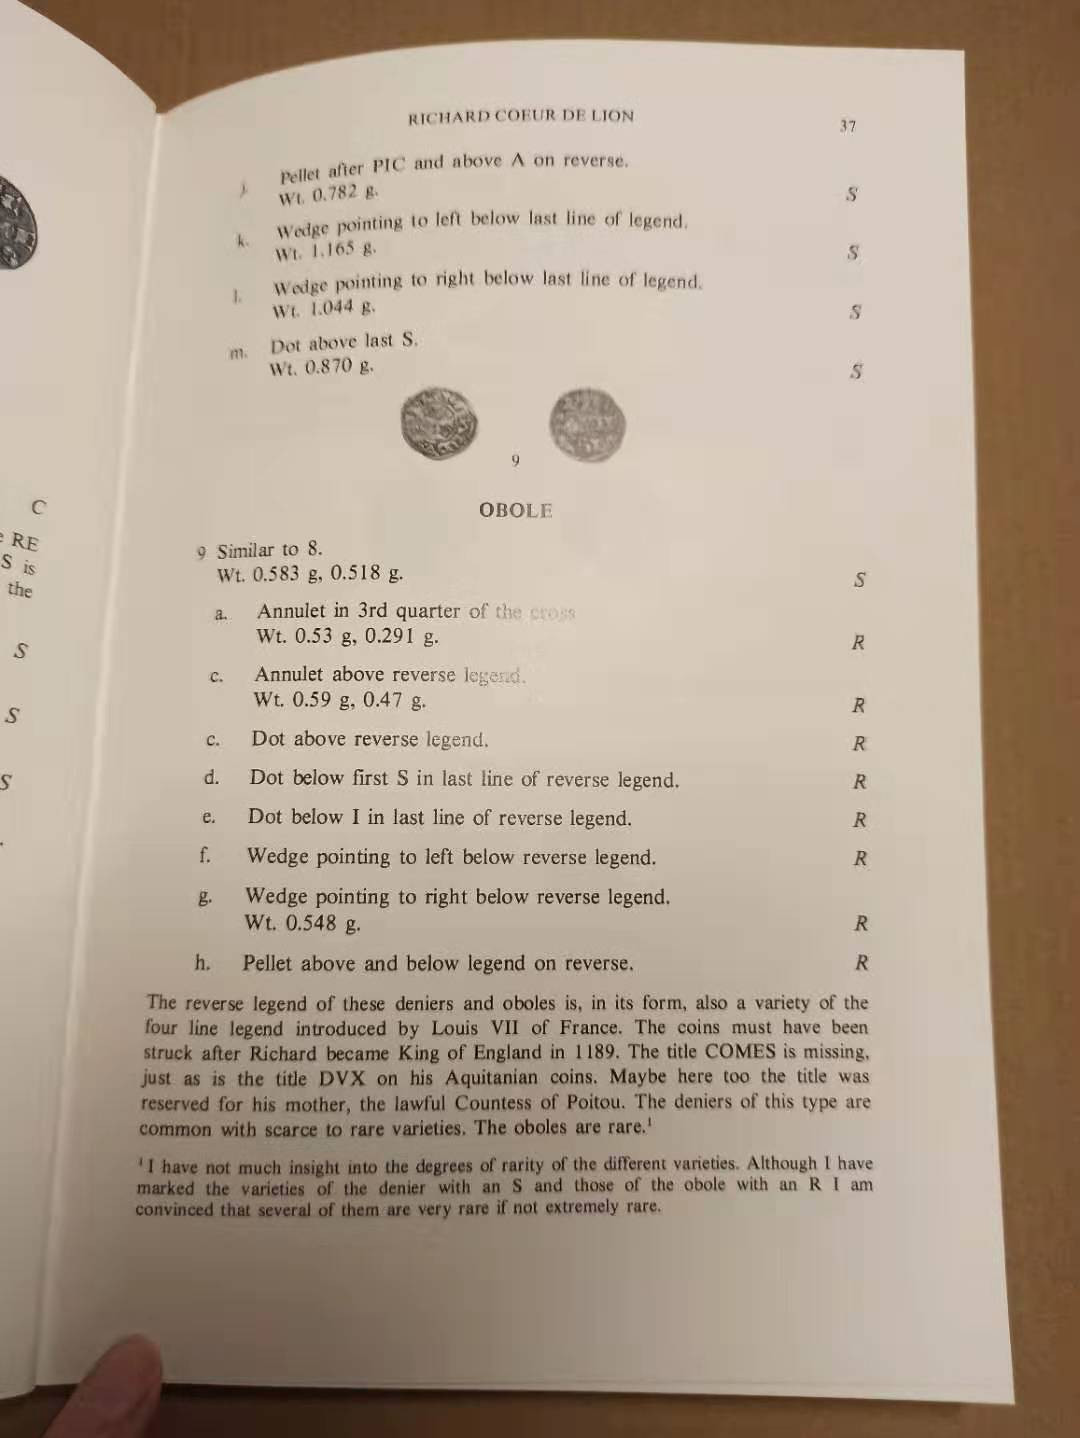 RICHARD COEUR DE LION
37
j. Pellet after PIC and above A on reverse.
Wt. 0.782 g. S
k. Wedge pointing to left below last line of legend.
Wt. 1.165 g. S
l. Wedge pointing to right below last line of legend.
Wt. 1.044 g. S
m. Dot above last S.
Wt. 0.870 g. S
9
OBOLE
9 Similar to 8.
Wt. 0.583 g, 0.518 g. S
a. Annulet in 3rd quarter of the cross
Wt. 0.53 g, 0.291 g. R
c. Annulet above reverse legend.
Wt. 0.59 g, 0.47 g. R
c. Dot above reverse legend. R
d. Dot below first S in last line of reverse legend. R
e. Dot below I in last line of reverse legend. R
f. Wedge pointing to left below reverse legend. R
g. Wedge pointing to right below reverse legend.
Wt. 0.548 g. R
h. Pellet above and below legend on reverse. R
The reverse legend of these deniers and oboles is, in its form, also a variety of the
four line legend introduced by Louis VII of France. The coins must have been
struck after Richard became King of England in 1189. The title COMES is missing,
just as is the title DVX on his Aquitanian coins. Maybe here too the title was
reserved for his mother, the lawful Countess of Poitou. The deniers of this type are
common with scarce to rare varieties. The oboles are rare.¹
¹ I have not much insight into the degrees of rarity of the different varieties. Although I have
marked the varieties of the denier with an S and those of the obole with an R I am
convinced that several of them are very rare if not extremely rare.
C
RE
S is
the
S
S
S